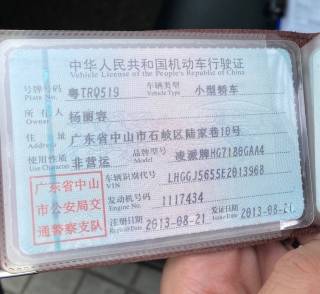 中华人民共和国机动车行驶证
Vehicle License of the People's Republic of China
号牌号码 粤TRQ519 车辆类型 小型轿车
Plate No. Vehicle Type
所有人 杨丽容
Owner
住址 广东省中山市石岐区陆家巷10号
Address
使用性质 非营运 品牌型号 凌派牌HG7180GAA4
Use Character Model
车辆识别代号 LHGGJ5655E2013968
VIN
发动机号码 1117434
Engine No.
注册日期 2013-08-21 发证日期 2013-08-21
Register Date Issue Date
广东省中山
市公安局交
通警察支队